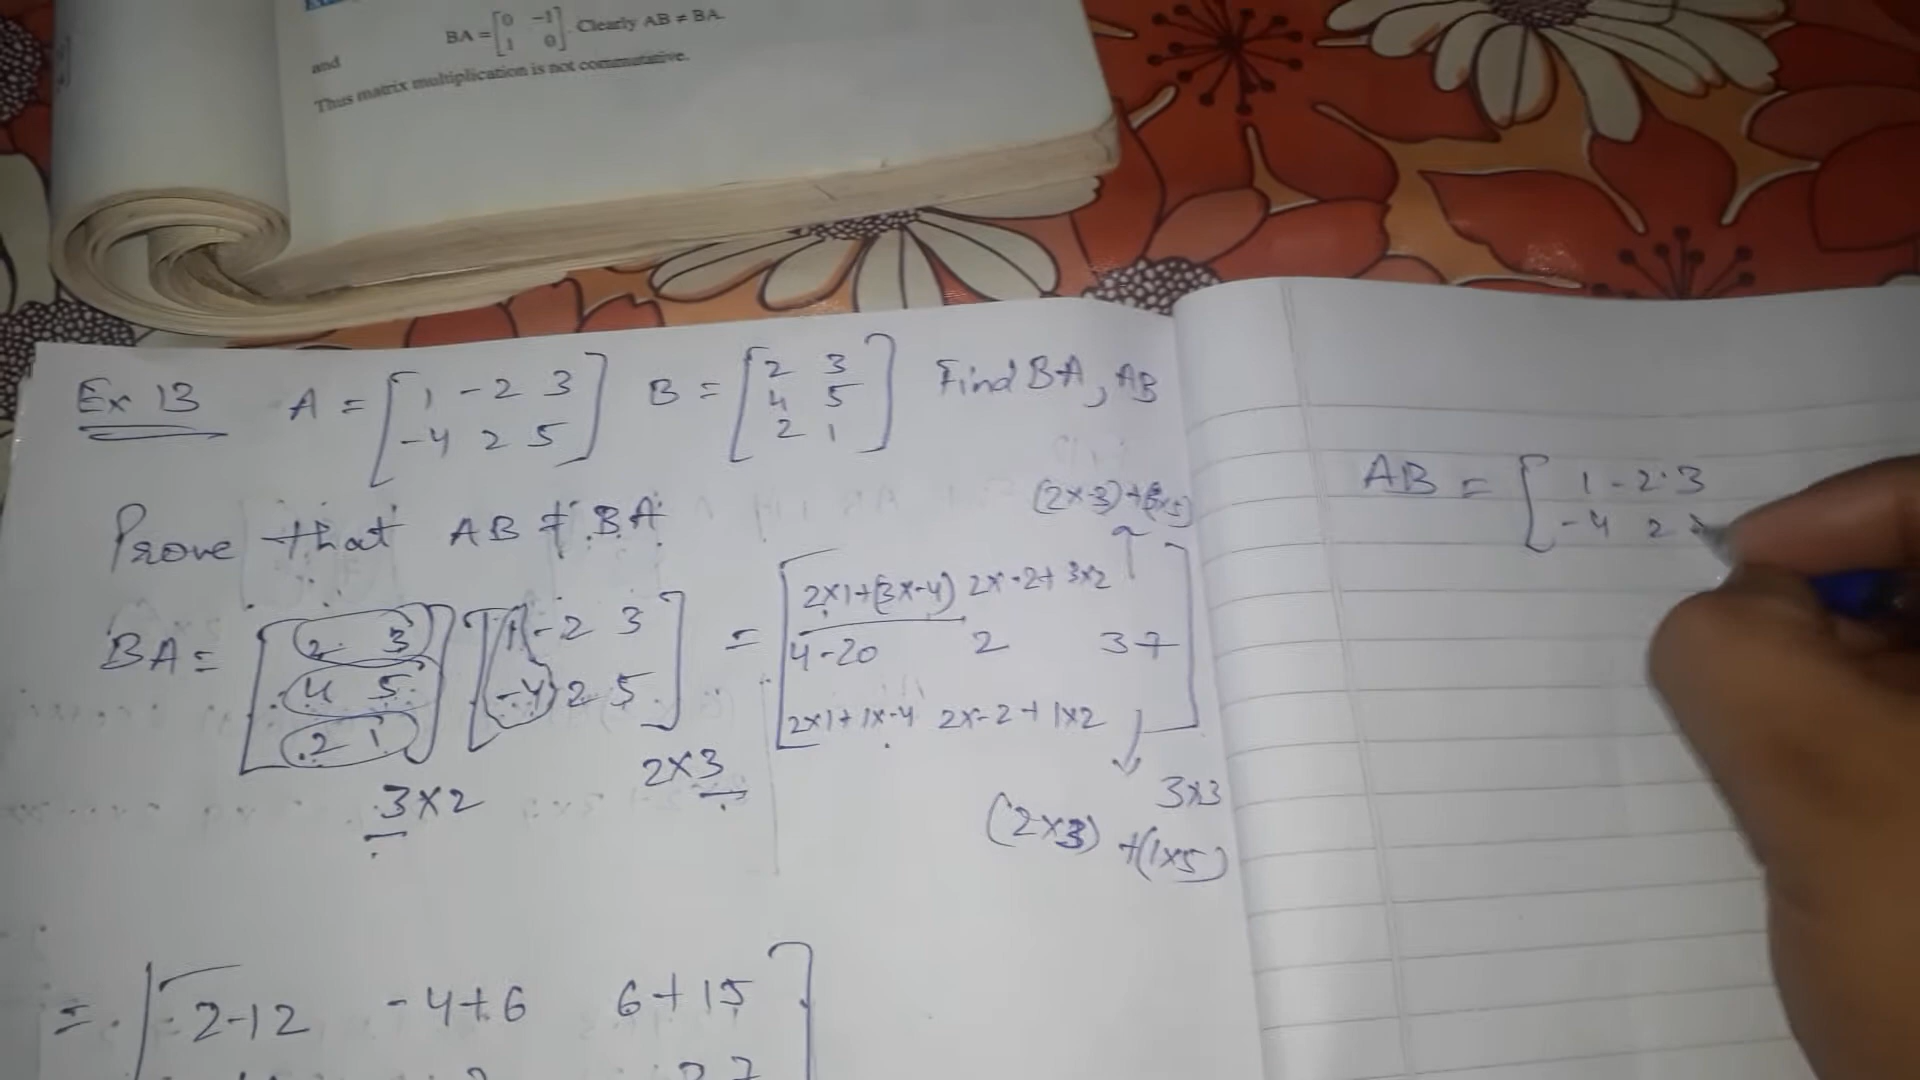 BA = [0 -1
1 0]. Clearly AB ≠ BA.
and
Thus matrix multiplication is not commutative.
Ex 13 A = [1 -2 3
-4 2 5] B = [2 3
4 5
2 1] Find BA, AB
Prove that AB ≠ BA
BA = [2 3
4 5
2 1] [1 -2 3
-4 2 5] = [2×1+(3×-4) 2×-2+3×2
4-20 2 37
2×1+1×-4 2×-2+1×2]
3×2
2×3
3×3
(2×3) + (1×5)
= [2-12 -4+6 6+15]
AB = [1 -2 3
-4 2